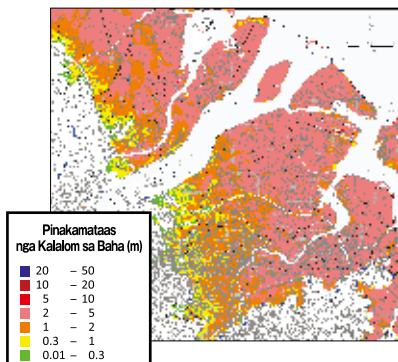 Pinakamataas
nga Kalalom sa Baha (m)
20 – 50
10 – 20
5 – 10
2 – 5
1 – 2
0.3 – 1
0.01 – 0.3